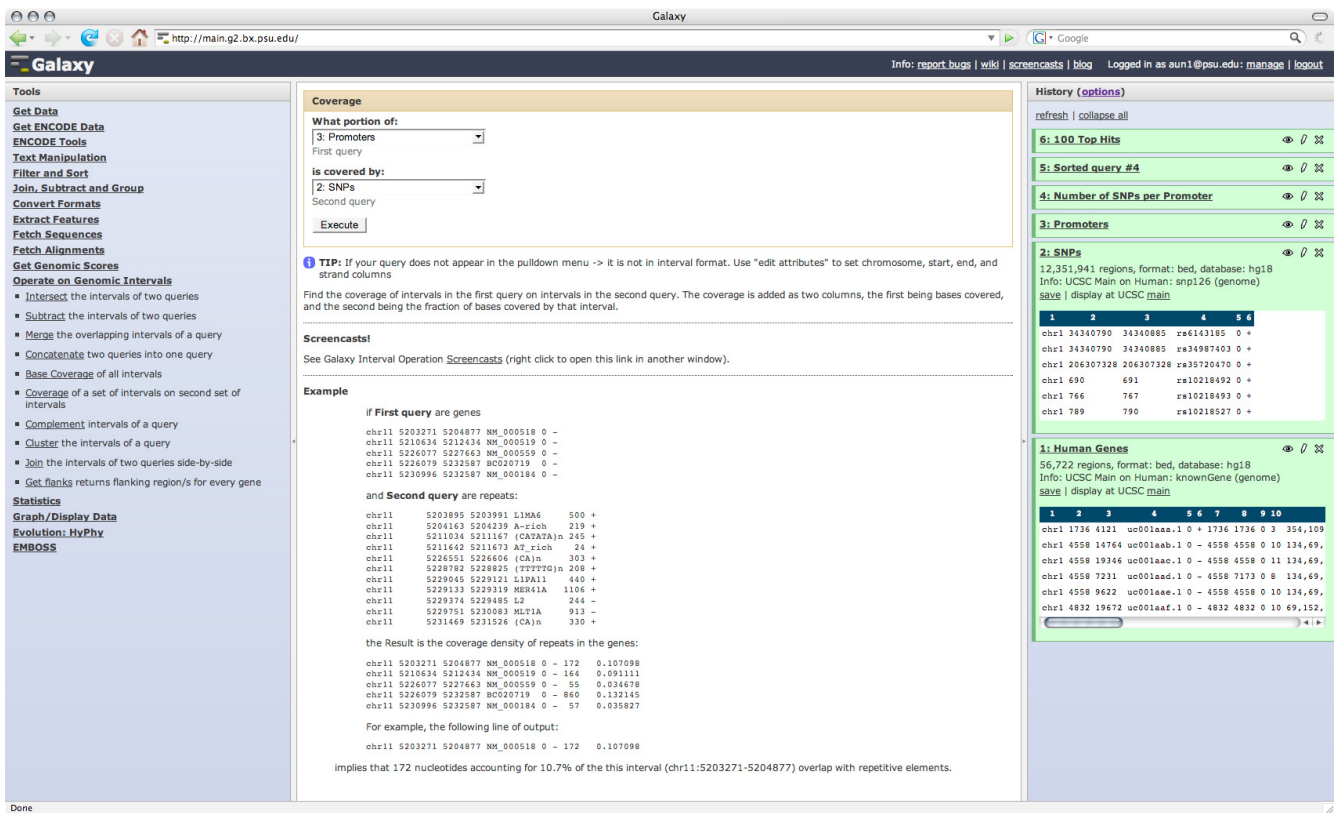 Galaxy
http://main.g2.bx.psu.edu/
G Google
Galaxy
Info: report bugs | wiki | screencasts | blog Logged in as aun1@psu.edu: manage | logout
Tools
Get Data
Get ENCODE Data
ENCODE Tools
Text Manipulation
Filter and Sort
Join, Subtract and Group
Convert Formats
Extract Features
Fetch Sequences
Fetch Alignments
Get Genomic Scores
Operate on Genomic Intervals
Intersect the intervals of two queries
Subtract the intervals of two queries
Merge the overlapping intervals of a query
Concatenate two queries into one query
Base Coverage of all intervals
Coverage of a set of intervals on second set of
intervals
Complement intervals of a query
Cluster the intervals of a query
Join the intervals of two queries side-by-side
Get flanks returns flanking region/s for every gene
Statistics
Graph/Display Data
Evolution: HyPhy
EMBOSS
Coverage
What portion of:
3: Promoters
First query
is covered by:
2: SNPs
Second query
Execute
TIP: If your query does not appear in the pulldown menu -> it is not in interval format. Use "edit attributes" to set chromosome, start, end, and
strand columns
Find the coverage of intervals in the first query on intervals in the second query. The coverage is added as two columns, the first being bases covered,
and the second being the fraction of bases covered by that interval.
Screencasts!
See Galaxy Interval Operation Screencasts (right click to open this link in another window).
Example
if First query are genes
chr11 5203271 5204877 NM_000518 0 -
chr11 5210634 5212434 NM_000519 0 -
chr11 5226077 5227663 NM_000559 0 -
chr11 5226079 5232587 BC020719 0 -
chr11 5230996 5232587 NM_000184 0 -
and Second query are repeats:
chr11 5203895 5203991 L1MA6 500 +
chr11 5204163 5204239 A-rich 219 +
chr11 5211034 5211167 (CATATA)n 245 +
chr11 5211642 5211673 AT_rich 24 +
chr11 5226551 5226606 (CA)n 303 +
chr11 5228782 5228825 (TTTTTG)n 208 +
chr11 5229045 5229121 L1PA11 440 +
chr11 5229133 5229319 MER41A 1106 +
chr11 5229374 5229485 L2 244 -
chr11 5229751 5230083 MLT1A 913 -
chr11 5231469 5231526 (CA)n 330 +
the Result is the coverage density of repeats in the genes:
chr11 5203271 5204877 NM_000518 0 - 172 0.107098
chr11 5210634 5212434 NM_000519 0 - 164 0.091111
chr11 5226077 5227663 NM_000559 0 - 55 0.034678
chr11 5226079 5232587 BC020719 0 - 860 0.132145
chr11 5230996 5232587 NM_000184 0 - 57 0.035827
For example, the following line of output:
chr11 5203271 5204877 NM_000518 0 - 172 0.107098
implies that 172 nucleotides accounting for 10.7% of the this interval (chr11:5203271-5204877) overlap with repetitive elements.
History (options)
refresh | collapse all
6: 100 Top Hits
5: Sorted query #4
4: Number of SNPs per Promoter
3: Promoters
2: SNPs
12,351,941 regions, format: bed, database: hg18
Info: UCSC Main on Human: snp126 (genome)
save | display at UCSC main
1 2 3 4 5 6
chr1 34340790 34340885 rs6143185 0 +
chr1 34340790 34340885 rs34987403 0 +
chr1 206307328 206307328 rs35720470 0 +
chr1 690 691 rs10218492 0 +
chr1 766 767 rs10218493 0 +
chr1 789 790 rs10218527 0 +
1: Human Genes
56,722 regions, format: bed, database: hg18
Info: UCSC Main on Human: knownGene (genome)
save | display at UCSC main
1 2 3 4 5 6 7 8 9 10
chr1 1736 4121 uc001aaa.1 0 + 1736 1736 0 3 354,109
chr1 4558 14764 uc001aab.1 0 - 4558 4558 0 10 134,69,
chr1 4558 19346 uc001aac.1 0 - 4558 4558 0 11 134,69,
chr1 4558 7231 uc001aad.1 0 - 4558 7173 0 8 134,69,
chr1 4558 9622 uc001aae.1 0 - 4558 4558 0 10 134,69,
chr1 4832 19672 uc001aaf.1 0 - 4832 4832 0 10 69,152,
Done